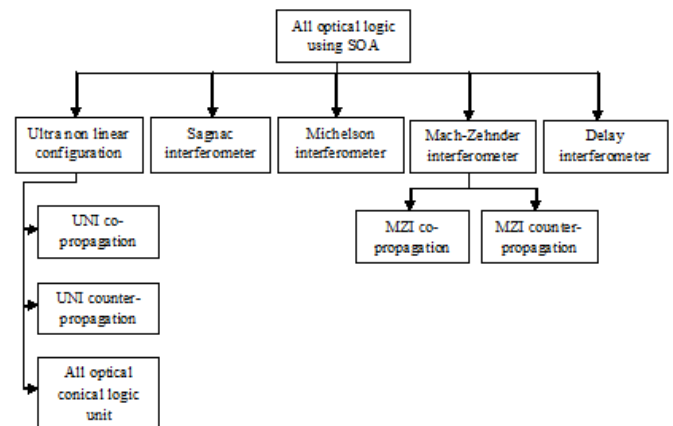 All optical logic
using SOA
Ultra non linear
configuration
Sagnac
interferometer
Michelson
interferometer
Mach-Zehnder
interferometer
Delay
interferometer
UNI co-
propagation
UNI counter-
propagation
All optical
conical logic
unit
MZI co-
propagation
MZI counter-
propagation